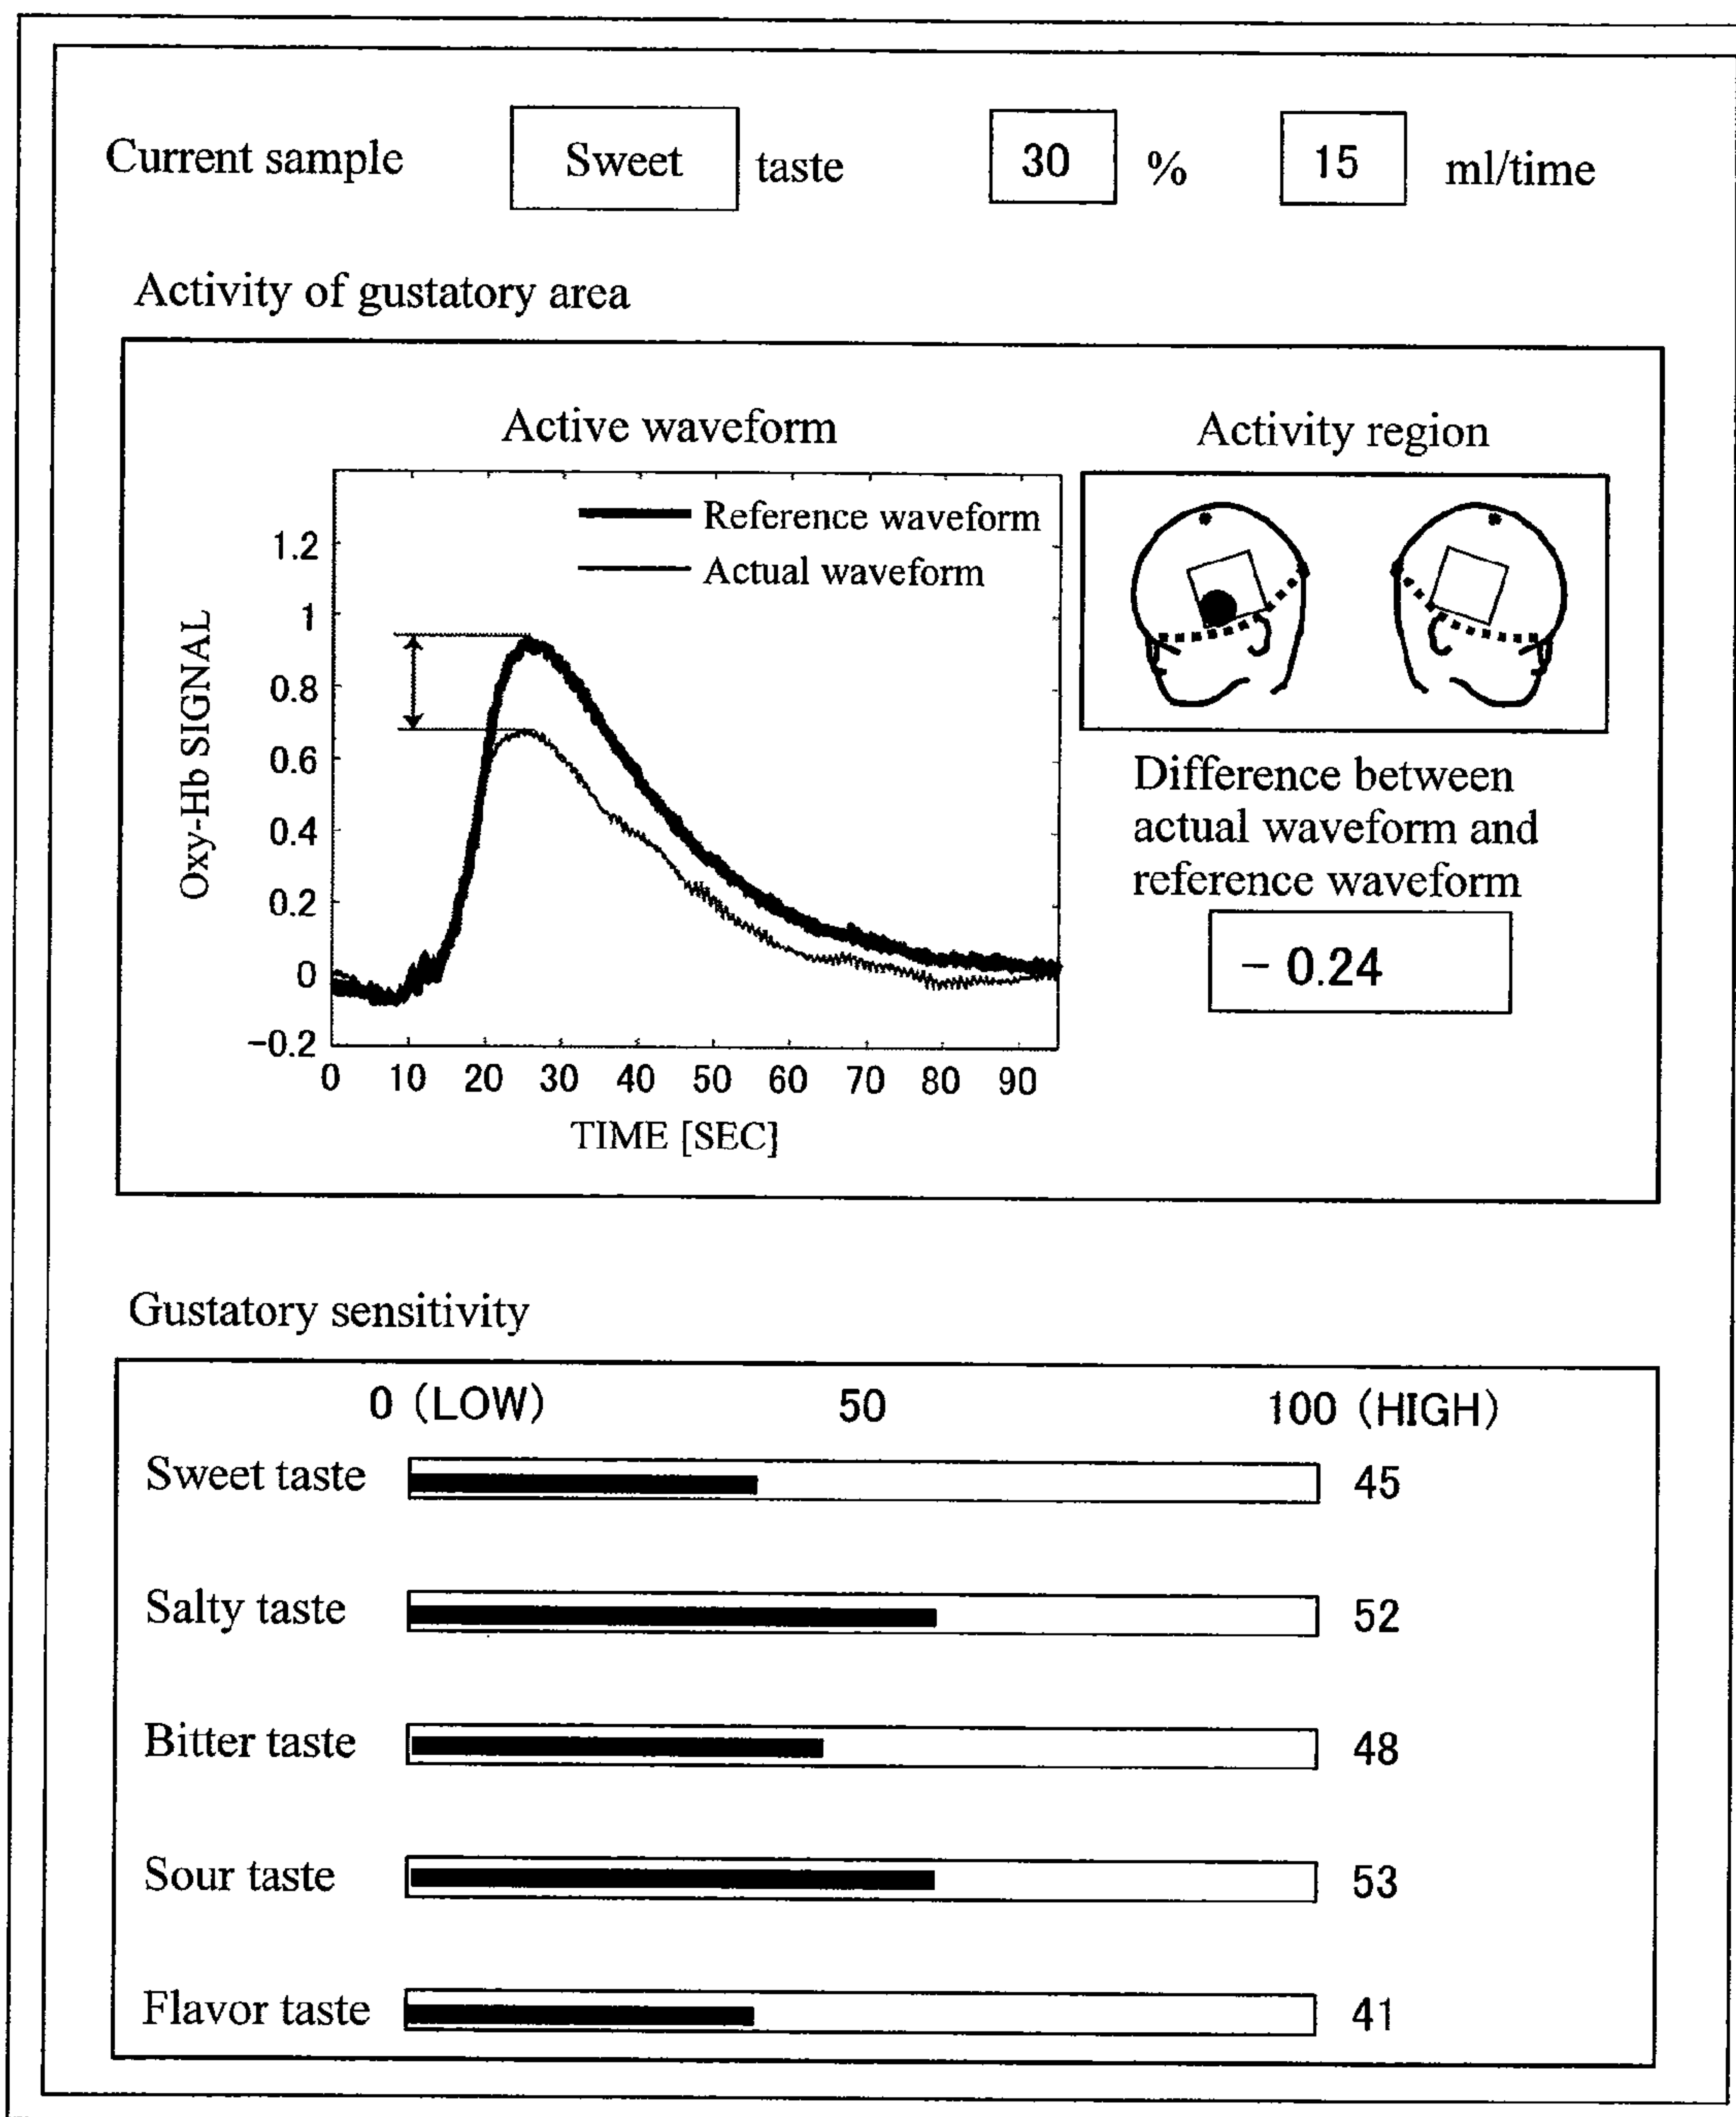 Current sample Sweet taste 30 % 15 ml/time
Activity of gustatory area
Active waveform
Reference waveform
Actual waveform
Oxy-Hb SIGNAL
1.2
1
0.8
0.6
0.4
0.2
0
−0.2
0 10 20 30 40 50 60 70 80 90
TIME [SEC]
Activity region
Difference between
actual waveform and
reference waveform
− 0.24
Gustatory sensitivity
0 (LOW) 50 100 (HIGH)
Sweet taste 45
Salty taste 52
Bitter taste 48
Sour taste 53
Flavor taste 41